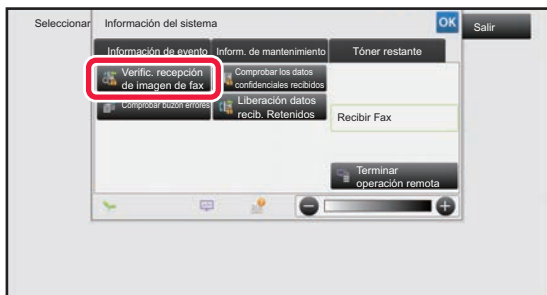 Seleccionar
Información del sistema
OK
Salir
Información de evento
Inform. de mantenimiento
Tóner restante
Verific. recepción
de imagen de fax
Comprobar los datos
confidenciales recibidos
Comprobar buzón errores
Liberación datos
recib. Retenidos
Recibir Fax
Terminar
operación remota